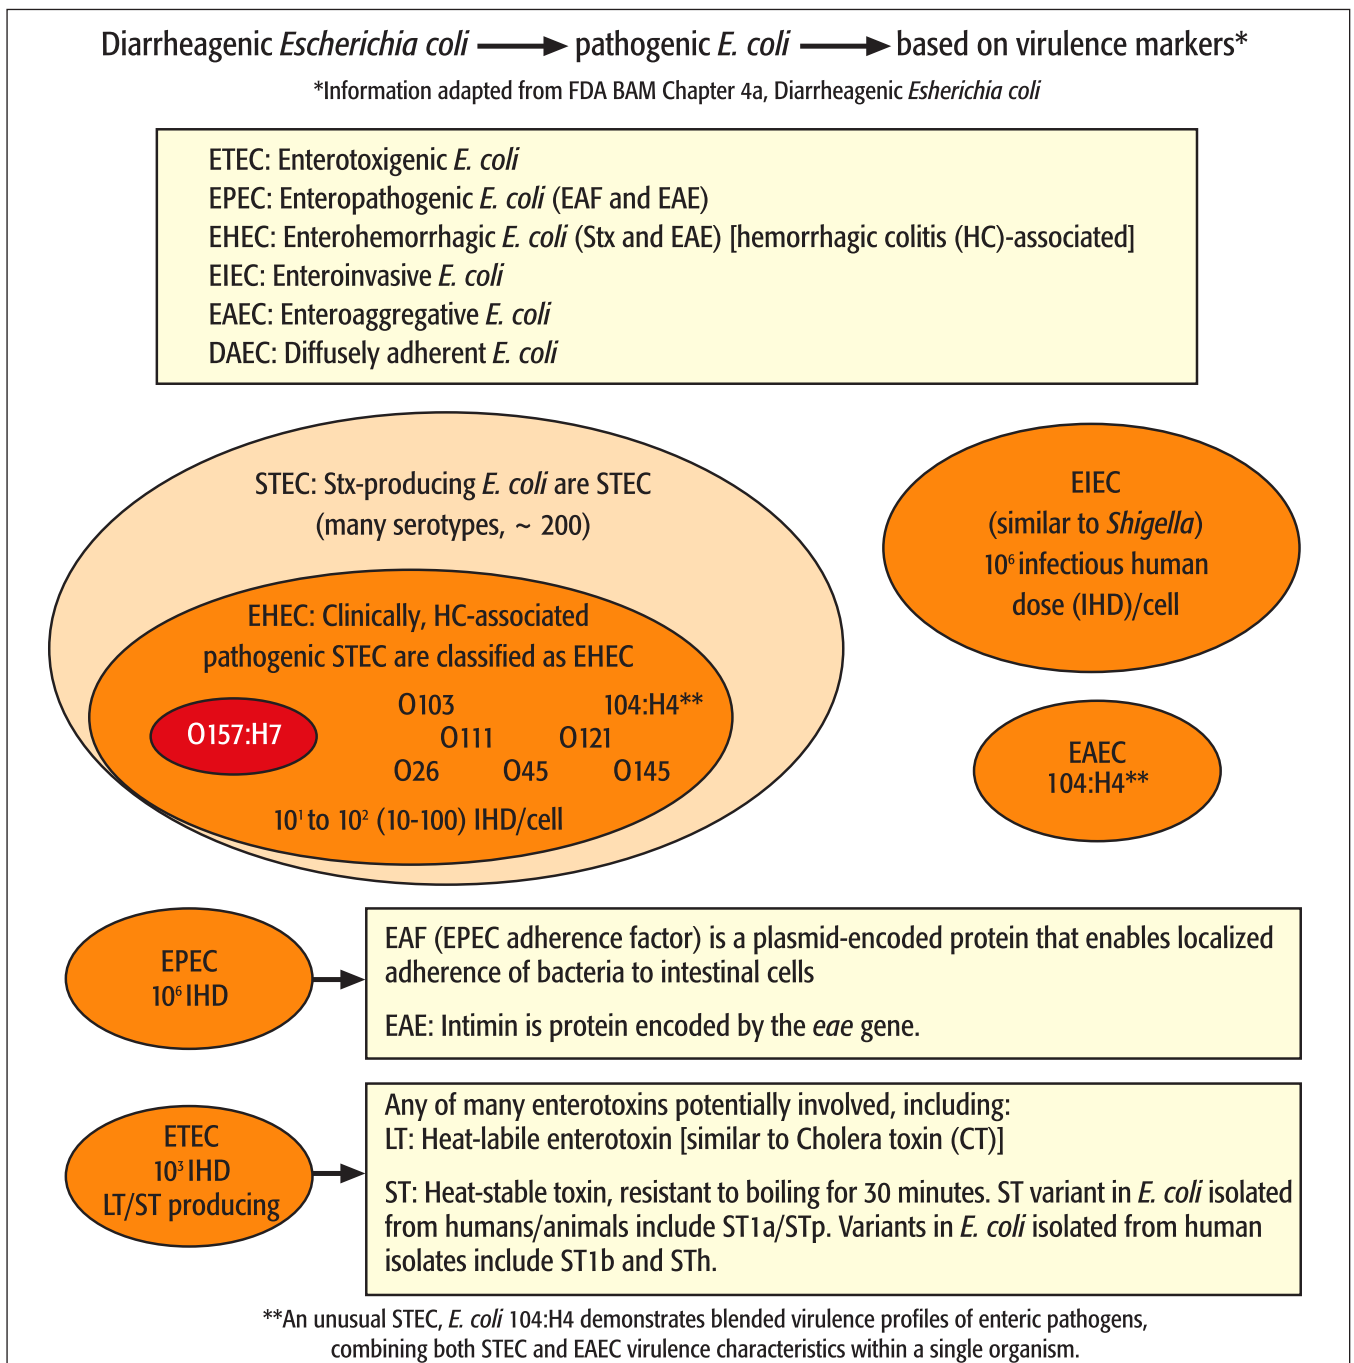 Diarrheagenic Escherichia coli → pathogenic E. coli → based on virulence markers*
*Information adapted from FDA BAM Chapter 4a, Diarrheagenic Esherichia coli
ETEC: Enterotoxigenic E. coli
EPEC: Enteropathogenic E. coli (EAF and EAE)
EHEC: Enterohemorrhagic E. coli (Stx and EAE) [hemorrhagic colitis (HC)-associated]
EIEC: Enteroinvasive E. coli
EAEC: Enteroaggregative E. coli
DAEC: Diffusely adherent E. coli
STEC: Stx-producing E. coli are STEC
(many serotypes, ~ 200)
EHEC: Clinically, HC-associated
pathogenic STEC are classified as EHEC
O157:H7
O103 104:H4**
O111 O121
O26 O45 O145
10¹ to 10² (10-100) IHD/cell
EIEC
(similar to Shigella)
10⁶ infectious human
dose (IHD)/cell
EAEC
104:H4**
EPEC
10⁶ IHD
EAF (EPEC adherence factor) is a plasmid-encoded protein that enables localized
adherence of bacteria to intestinal cells
EAE: Intimin is protein encoded by the eae gene.
ETEC
10³ IHD
LT/ST producing
Any of many enterotoxins potentially involved, including:
LT: Heat-labile enterotoxin [similar to Cholera toxin (CT)]
ST: Heat-stable toxin, resistant to boiling for 30 minutes. ST variant in E. coli isolated
from humans/animals include ST1a/STp. Variants in E. coli isolated from human
isolates include ST1b and STh.
**An unusual STEC, E. coli 104:H4 demonstrates blended virulence profiles of enteric pathogens,
combining both STEC and EAEC virulence characteristics within a single organism.